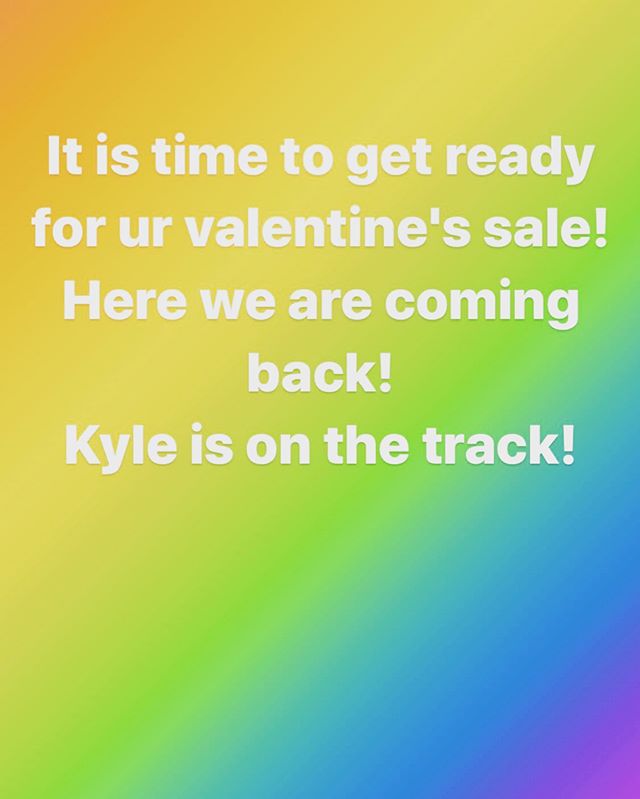 It is time to get ready
for ur valentine's sale!
Here we are coming
back!
Kyle is on the track!